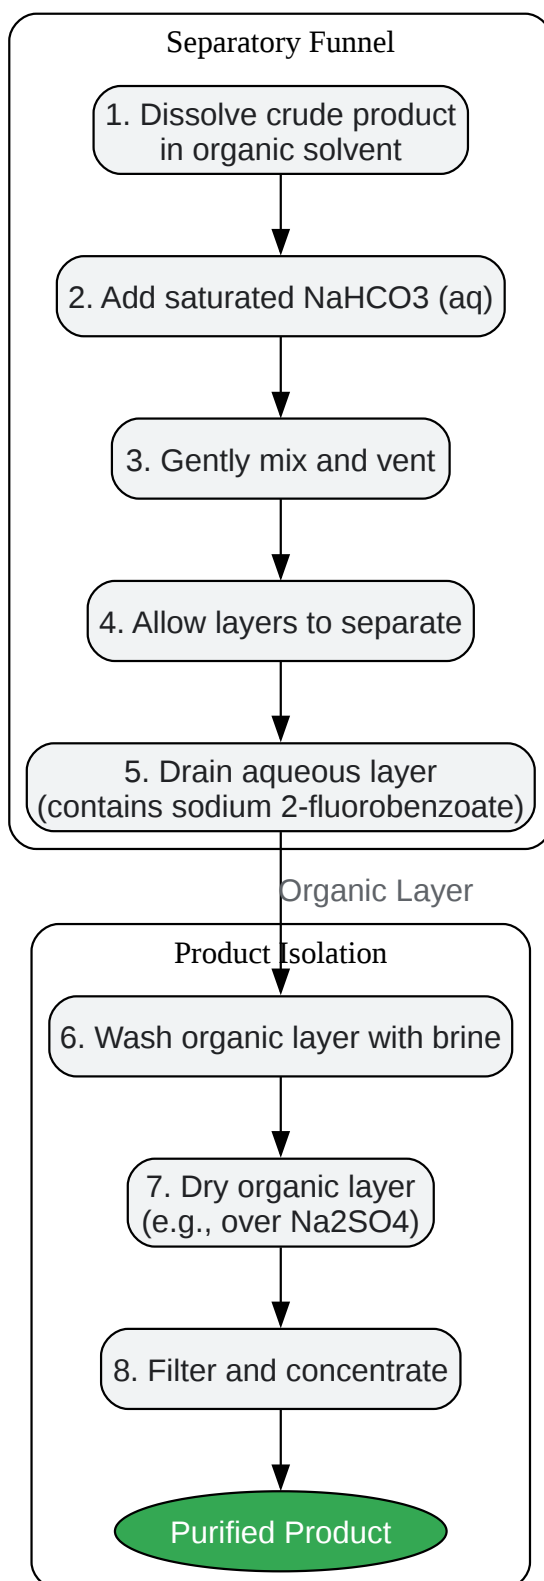 Separatory Funnel
1. Dissolve crude product
in organic solvent
2. Add saturated NaHCO3 (aq)
3. Gently mix and vent
4. Allow layers to separate
5. Drain aqueous layer
(contains sodium 2-fluorobenzoate)
Organic Layer
Product Isolation
6. Wash organic layer with brine
7. Dry organic layer
(e.g., over Na2SO4)
8. Filter and concentrate
Purified Product